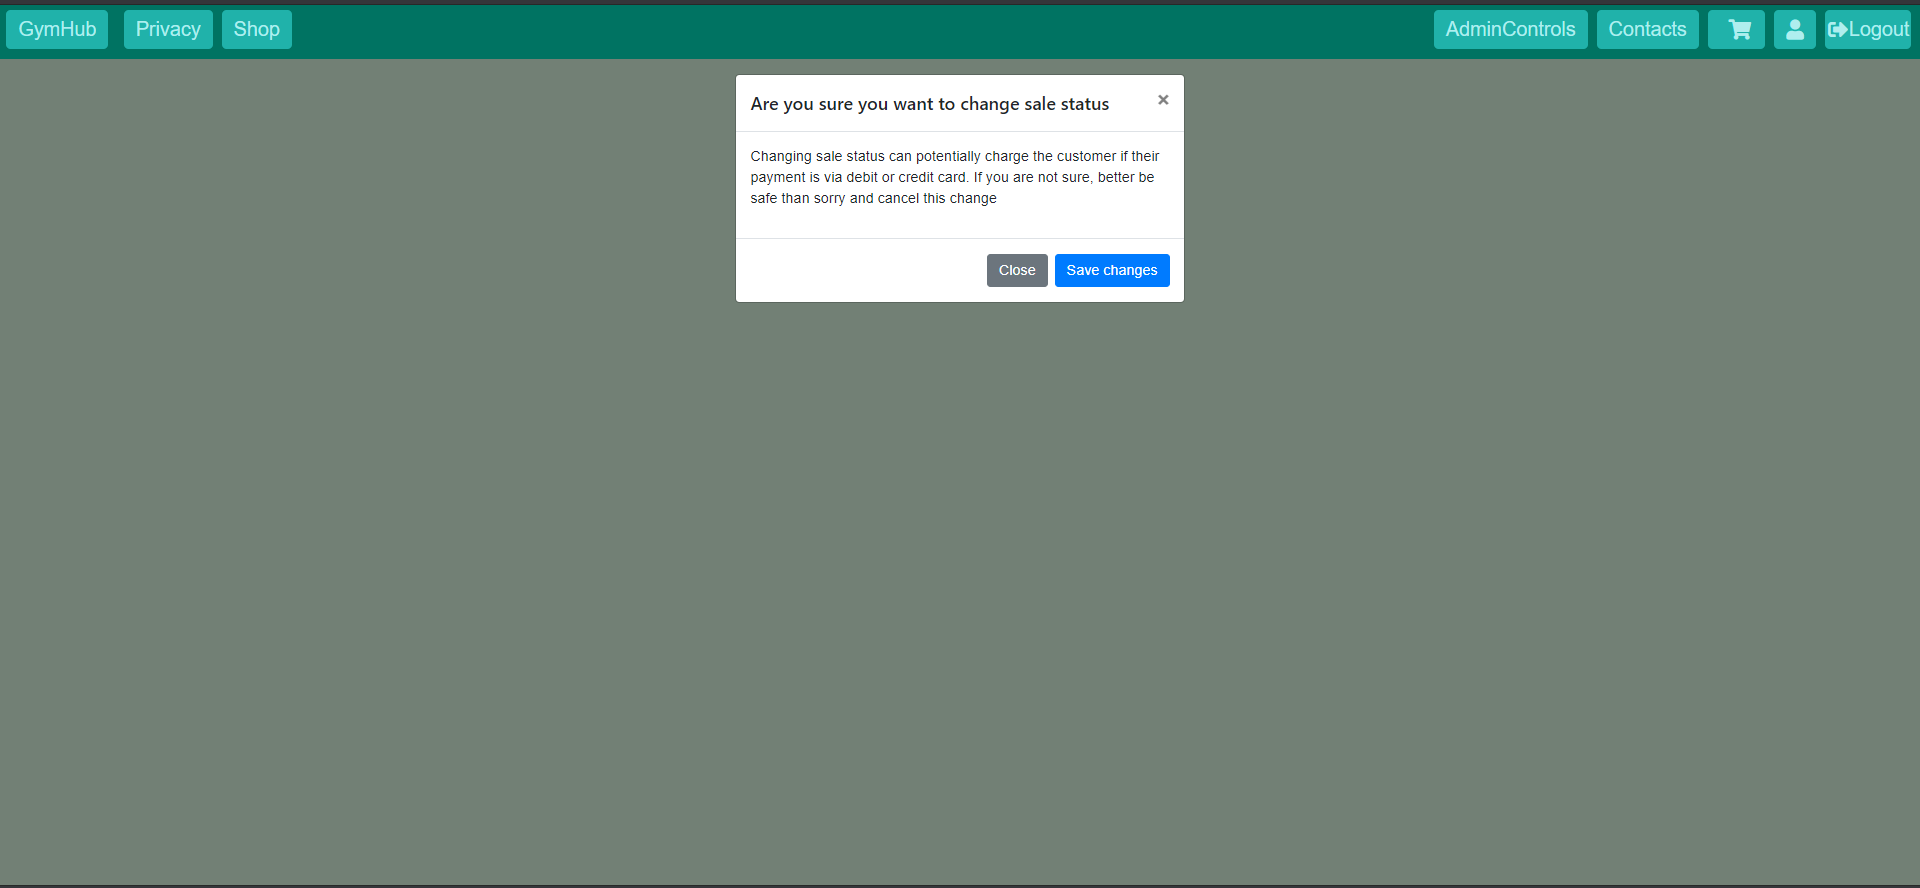 GymHub Privacy Shop AdminControls Contacts Logout
Are you sure you want to change sale status ×
Changing sale status can potentially charge the customer if their
payment is via debit or credit card. If you are not sure, better be
safe than sorry and cancel this change
Close Save changes